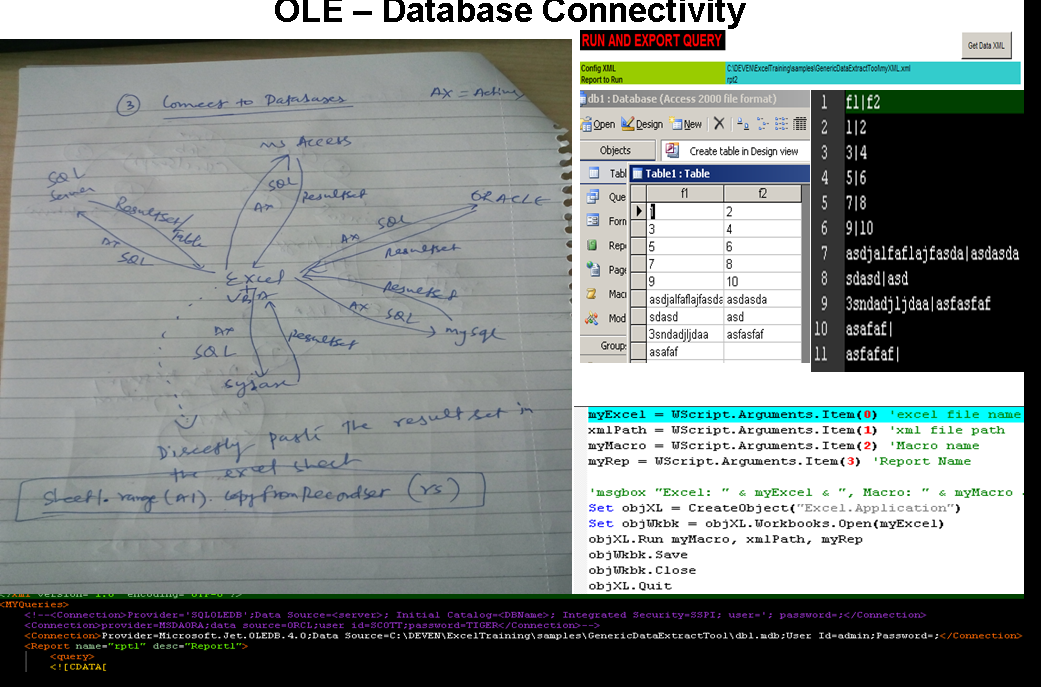 OLE – Database Connectivity
③ Connect to Databases
AX = Active
MS Access
SQL
AX
Resultset
SQL
Server
Resultset/
Table
AX
SQL
ORACLE
SQL
AX
Resultset
Excel
+
VBA
Resultset
AX
SQL
mysql
AX
SQL
Resultset
Sybase
Directly paste the result set in
the excel sheet
Sheet1.range(A1).CopyFromRecordset (rs)
RUN AND EXPORT QUERY
Get Data XML
Config XML C:\DEVEN\ExcelTraining\samples\GenericDataExtractTool\myXML.xml
Report to Run rpt2
db1 : Database (Access 2000 file format)
Open Design New
Objects Create table in Design view
Tabl Table1 : Table
Que f1 f2
1 2
Forn 3 4
Rep 5 6
7 8
Page 9 10
Mac asdjalfaflajfasda asdasda
sdasd asd
Mod 3sndadjljdaa asfasfaf
Group: asafaf
1 f1|f2
2 1|2
3 3|4
4 5|6
5 7|8
6 9|10
7 asdjalfaflajfasda|asdasda
8 sdasd|asd
9 3sndadjljdaa|asfasfaf
10 asafaf|
11 asfafaf|
myExcel = WScript.Arguments.Item(0) 'excel file name
xmlPath = WScript.Arguments.Item(1) 'xml file path
myMacro = WScript.Arguments.Item(2) 'Macro name
myRep = WScript.Arguments.Item(3) 'Report Name
'msgbox "Excel: " & myExcel & ", Macro: " & myMacro
Set objXL = CreateObject("Excel.Application")
Set objWkbk = objXL.Workbooks.Open(myExcel)
objXL.Run myMacro, xmlPath, myRep
objWkbk.Save
objWkbk.Close
objXL.Quit
<?xml version="1.0" encoding="utf-8"?>
<MYQueries>
<!--<Connection>Provider='SQLOLEDB';Data Source=<server>; Initial Catalog=<DBName>; Integrated Security=SSPI; user='; password=;</Connection>
<Connection>provider=MSDAORA;data source=ORCL;user id=SCOTT;password=TIGER</Connection>-->
<Connection>Provider=Microsoft.Jet.OLEDB.4.0;Data Source=C:\DEVEN\ExcelTraining\samples\GenericDataExtractTool\db1.mdb;User Id=admin;Password=;</Connection>
<Report name="rpt1" desc="Report1">
<query>
<![CDATA[